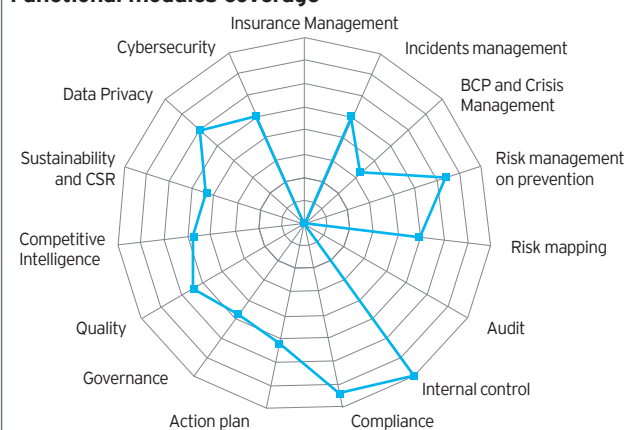 Functional modules coverage
Insurance Management
Cybersecurity
Incidents management
Data Privacy
BCP and Crisis
Management
Sustainability
and CSR
Risk management
on prevention
Competitive
Intelligence
Risk mapping
Quality
Audit
Governance
Internal control
Action plan
Compliance